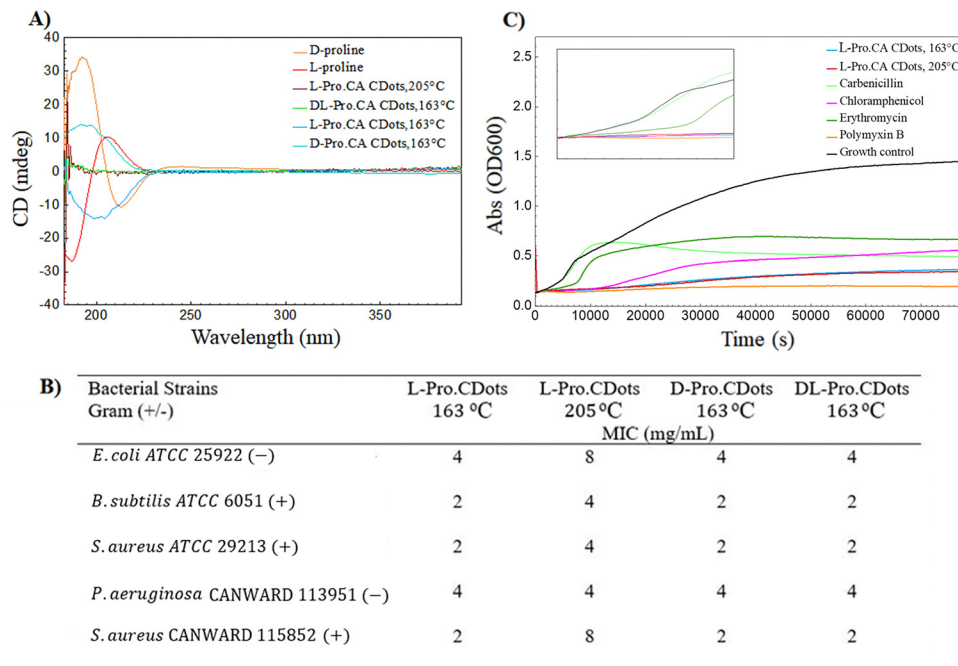 A)
40
30
20
10
0
10
20
30
40
CD (mdeg)
200
250
300
350
Wavelength (nm)
D-proline
L-proline
L-Pro.CA CDots,205°C
DL-Pro.CA CDots,163°C
L-Pro.CA CDots,163°C
D-Pro.CA CDots,163°C
C)
2.5
2.0
1.5
1.0
0.5
0.0
Abs (OD600)
0
10000
20000
30000
40000
50000
60000
70000
Time (s)
L-Pro.CA CDots, 163°C
L-Pro.CA CDots, 205°C
Carbenicillin
Chloramphenicol
Erythromycin
Polymyxin B
Growth control
B)
Bacterial Strains L-Pro.CDots L-Pro.CDots D-Pro.CDots DL-Pro.CDots
Gram (+/-) 163 °C 205 °C 163 °C 163 °C
MIC (mg/mL)
E.coli ATCC 25922 (−) 4 8 4 4
B.subtilis ATCC 6051 (+) 2 4 2 2
S.aureus ATCC 29213 (+) 2 4 2 2
P.aeruginosa CANWARD 113951 (−) 4 4 4 4
S.aureus CANWARD 115852 (+) 2 8 2 2